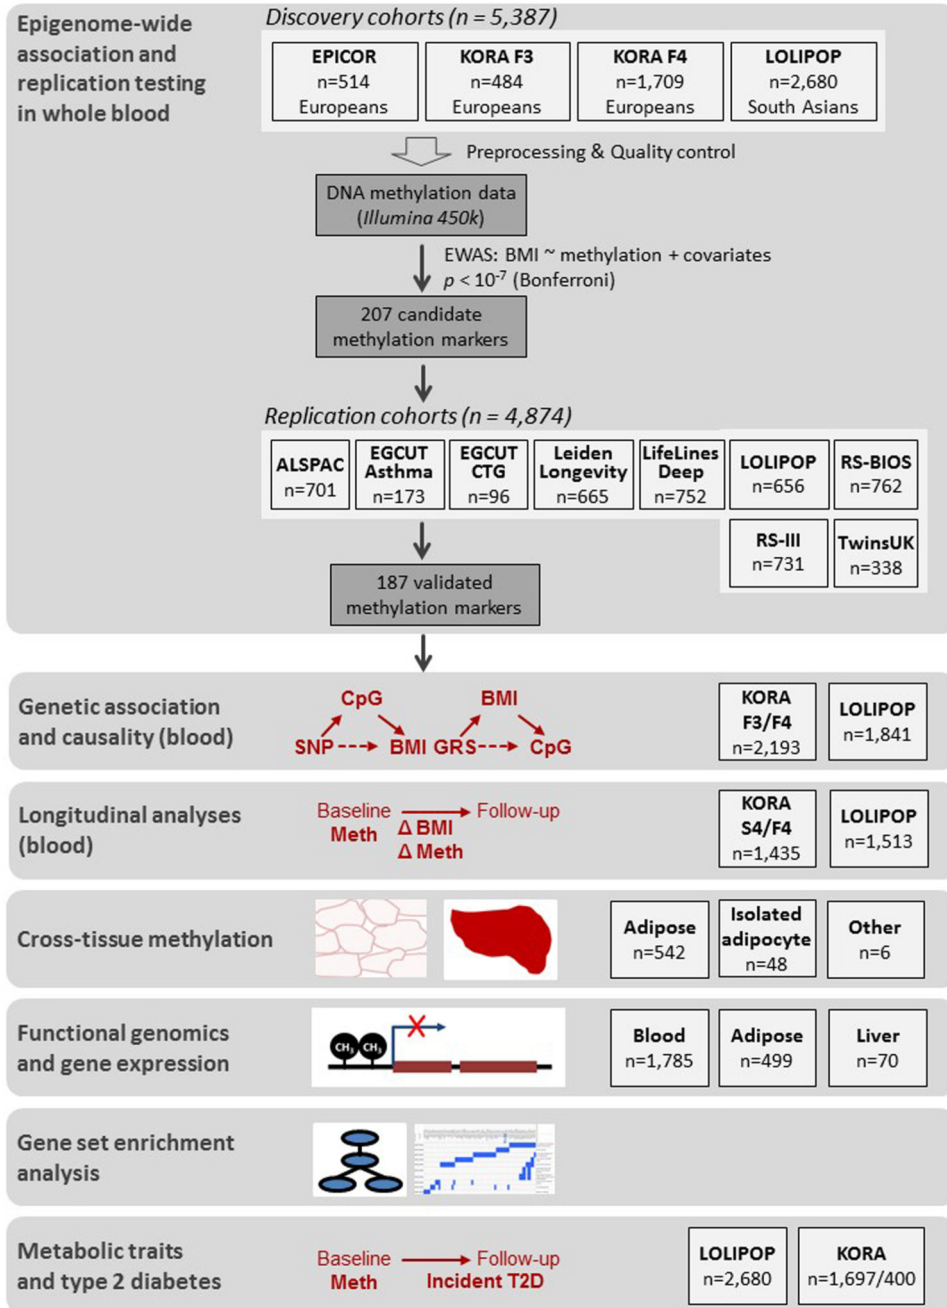 Epigenome-wide
association and
replication testing
in whole blood
Discovery cohorts (n = 5,387)
EPICOR
n=514
Europeans
KORA F3
n=484
Europeans
KORA F4
n=1,709
Europeans
LOLIPOP
n=2,680
South Asians
Preprocessing & Quality control
DNA methylation data
(Illumina 450k)
EWAS: BMI ~ methylation + covariates
p < 10-7 (Bonferroni)
207 candidate
methylation markers
Replication cohorts (n = 4,874)
ALSPAC
n=701
EGCUT
Asthma
n=173
EGCUT
CTG
n=96
Leiden
Longevity
n=665
LifeLines
Deep
n=752
LOLIPOP
n=656
RS-BIOS
n=762
RS-III
n=731
TwinsUK
n=338
187 validated
methylation markers
Genetic association
and causality (blood)
CpG
SNP
BMI
BMI
GRS
CpG
KORA
F3/F4
n=2,193
LOLIPOP
n=1,841
Longitudinal analyses
(blood)
Baseline
Meth
Δ BMI
Δ Meth
Follow-up
KORA
S4/F4
n=1,435
LOLIPOP
n=1,513
Cross-tissue methylation
Adipose
n=542
Isolated
adipocyte
n=48
Other
n=6
Functional genomics
and gene expression
CH3
CH3
Blood
n=1,785
Adipose
n=499
Liver
n=70
Gene set enrichment
analysis
Metabolic traits
and type 2 diabetes
Baseline
Meth
Follow-up
Incident T2D
LOLIPOP
n=2,680
KORA
n=1,697/400